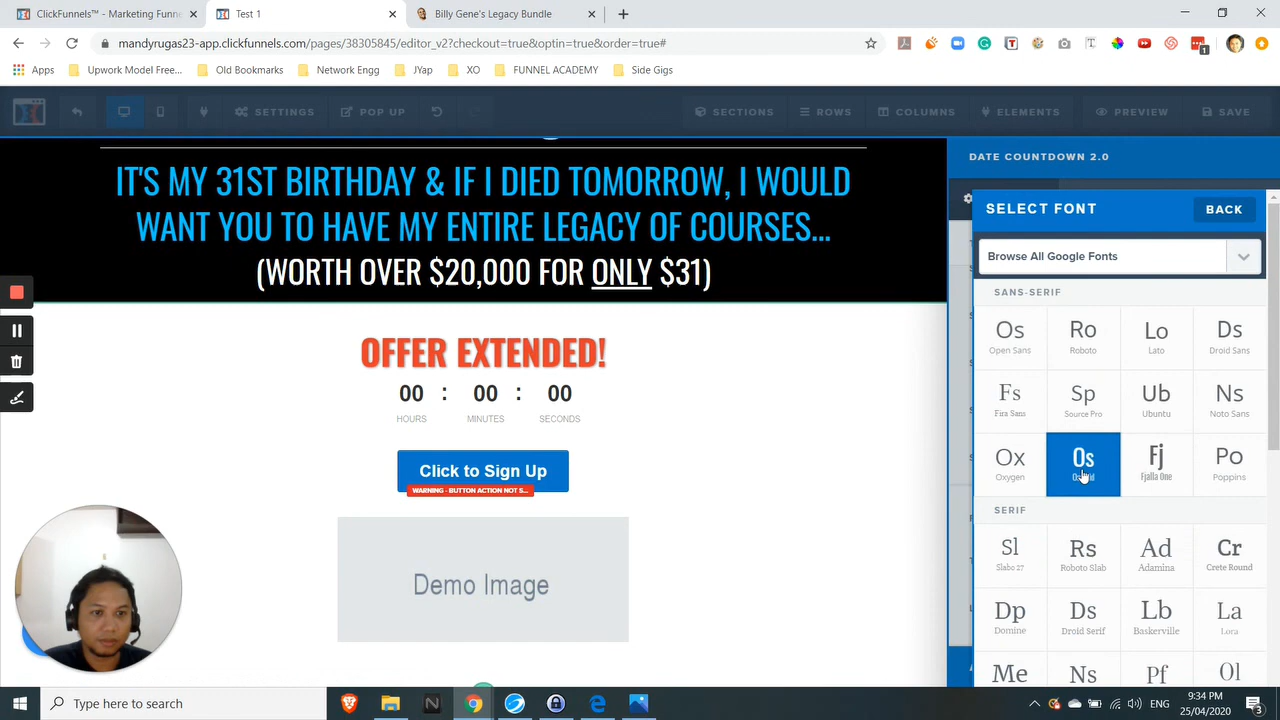 ClickFunnels™ - Marketing Funne
Test 1
Billy Gene's Legacy Bundle
mandyrugas23-app.clickfunnels.com/pages/38305845/editor_v2?checkout=true&optin=true&order=true#
Apps
Upwork Model Free...
Old Bookmarks
Network Engg
JYap
XO
FUNNEL ACADEMY
Side Gigs
SETTINGS
POP UP
SECTIONS
ROWS
COLUMNS
ELEMENTS
PREVIEW
SAVE
IT'S MY 31ST BIRTHDAY & IF I DIED TOMORROW, I WOULD
WANT YOU TO HAVE MY ENTIRE LEGACY OF COURSES...
(WORTH OVER $20,000 FOR ONLY $31)
OFFER EXTENDED!
00 : 00 : 00
HOURS MINUTES SECONDS
Click to Sign Up
WARNING - BUTTON ACTION NOT S...
Demo Image
DATE COUNTDOWN 2.0
SELECT FONT
BACK
Browse All Google Fonts
SANS-SERIF
Os Ro Lo Ds
Open Sans Roboto Lato Droid Sans
Fs Sp Ub Ns
Fira Sans Source Pro Ubuntu Noto Sans
Ox Os Fj Po
Oxygen Fjalla One Poppins
SERIF
Sl Rs Ad Cr
Slabo 27 Roboto Slab Adamina Crete Round
Dp Ds Lb La
Domine Droid Serif Baskerville Lora
Me Ns Pf Ol
Type here to search
ENG
9:34 PM
25/04/2020